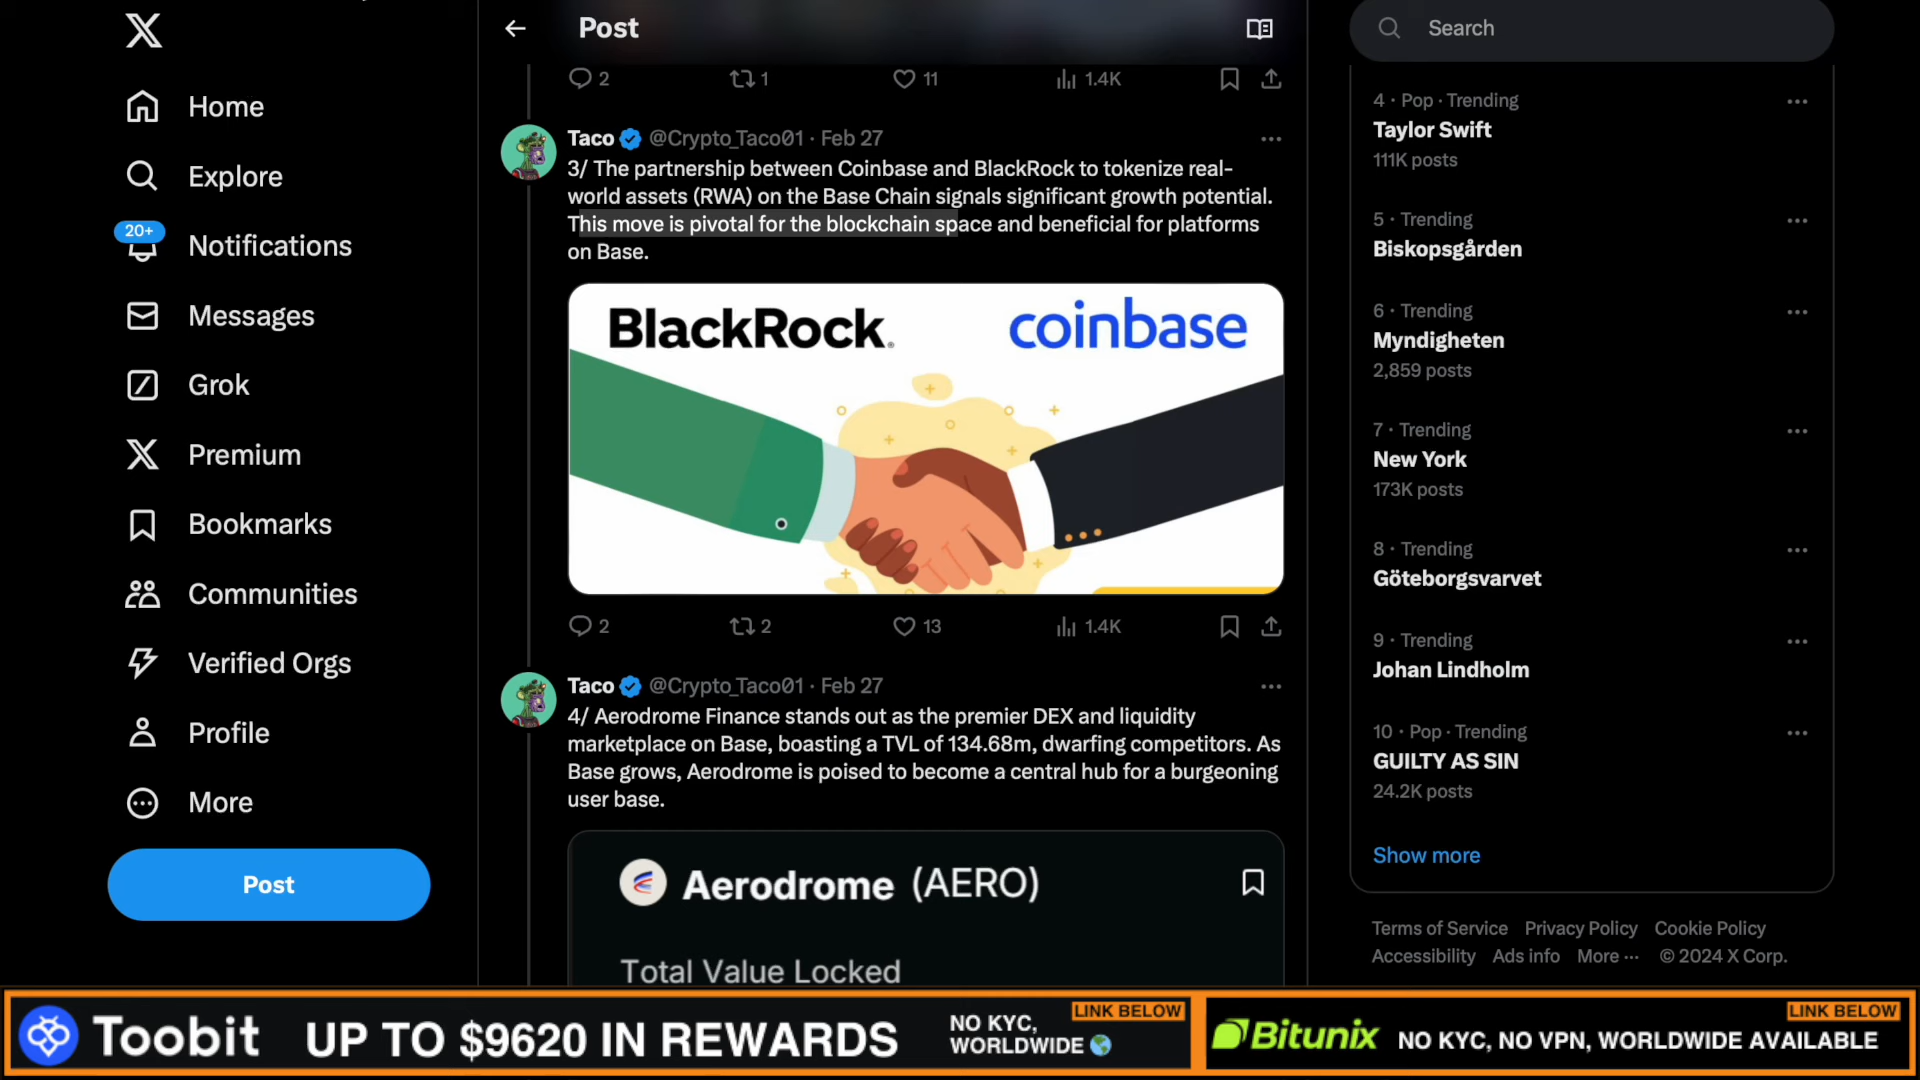 Home
Explore
20+
Notifications
Messages
Grok
Premium
Bookmarks
Communities
Verified Orgs
Profile
More
Post
Post
2 1 11 1.4K
Taco @Crypto_Taco01 · Feb 27
3/ The partnership between Coinbase and BlackRock to tokenize real-
world assets (RWA) on the Base Chain signals significant growth potential.
This move is pivotal for the blockchain space and beneficial for platforms
on Base.
BlackRock®
coinbase
2 2 13 1.4K
Taco @Crypto_Taco01 · Feb 27
4/ Aerodrome Finance stands out as the premier DEX and liquidity
marketplace on Base, boasting a TVL of 134.68m, dwarfing competitors. As
Base grows, Aerodrome is poised to become a central hub for a burgeoning
user base.
Aerodrome (AERO)
Total Value Locked
Search
4 · Pop · Trending
Taylor Swift
111K posts
5 · Trending
Biskopsgården
6 · Trending
Myndigheten
2,859 posts
7 · Trending
New York
173K posts
8 · Trending
Göteborgsvarvet
9 · Trending
Johan Lindholm
10 · Pop · Trending
GUILTY AS SIN
24.2K posts
Show more
Terms of Service Privacy Policy Cookie Policy
Accessibility Ads info More ··· © 2024 X Corp.
Toobit UP TO $9620 IN REWARDS
NO KYC,
WORLDWIDE
LINK BELOW
Bitunix NO KYC, NO VPN, WORLDWIDE AVAILABLE
LINK BELOW